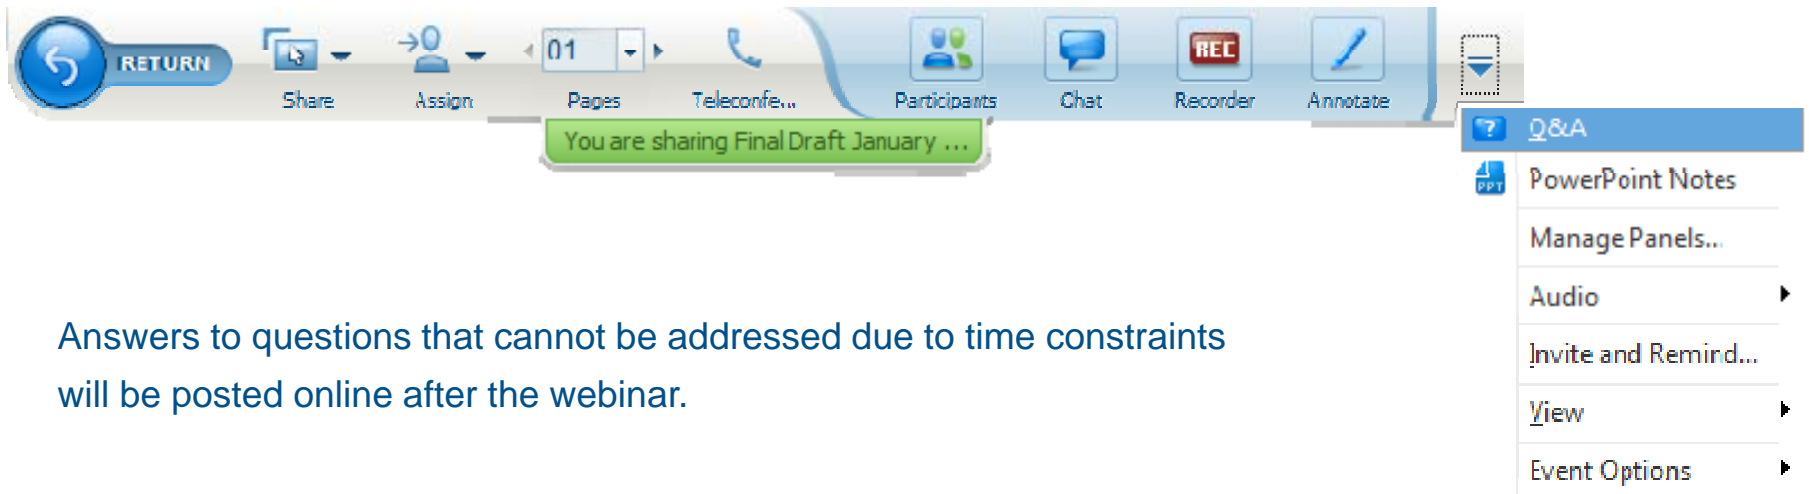 RETURN
Share
Assign
01
Pages
Teleconfe...
Participants
Chat
REC
Recorder
Annotate
You are sharing Final Draft January ...
? Q&A
PPT PowerPoint Notes
Manage Panels...
Audio
Invite and Remind...
View
Event Options
Answers to questions that cannot be addressed due to time constraints
will be posted online after the webinar.